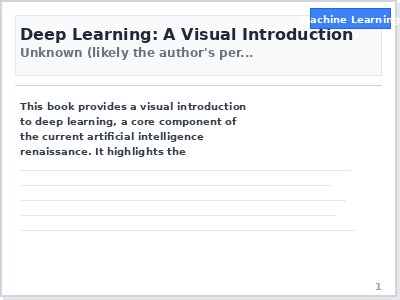 Machine Learning
Deep Learning: A Visual Introduction
Unknown (likely the author's per...
This book provides a visual introduction
to deep learning, a core component of
the current artificial intelligence
renaissance. It highlights the
1